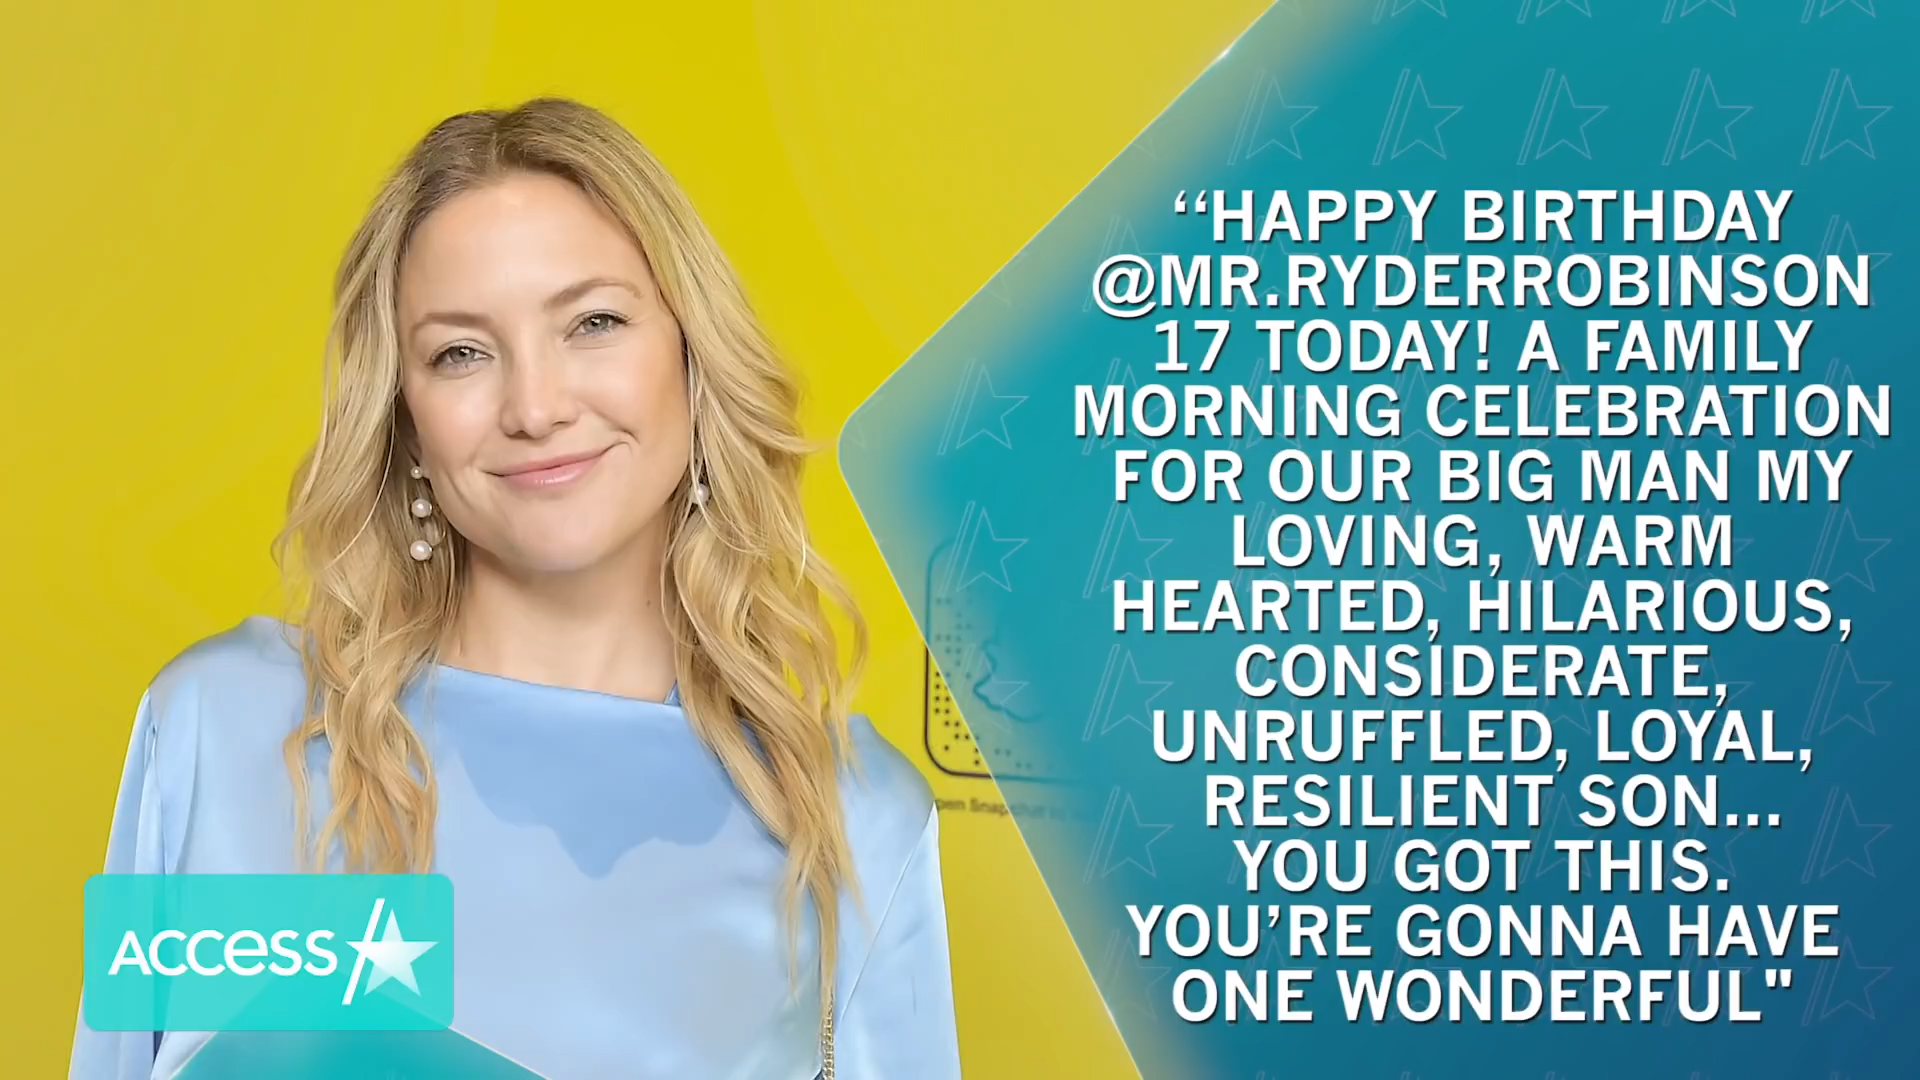 ‘‘HAPPY BIRTHDAY
@MR.RYDERROBINSON
17 TODAY! A FAMILY
MORNING CELEBRATION
FOR OUR BIG MAN MY
LOVING, WARM
HEARTED, HILARIOUS,
CONSIDERATE,
UNRUFFLED, LOYAL,
RESILIENT SON...
YOU GOT THIS.
YOU’RE GONNA HAVE
ONE WONDERFUL"
ACCESS